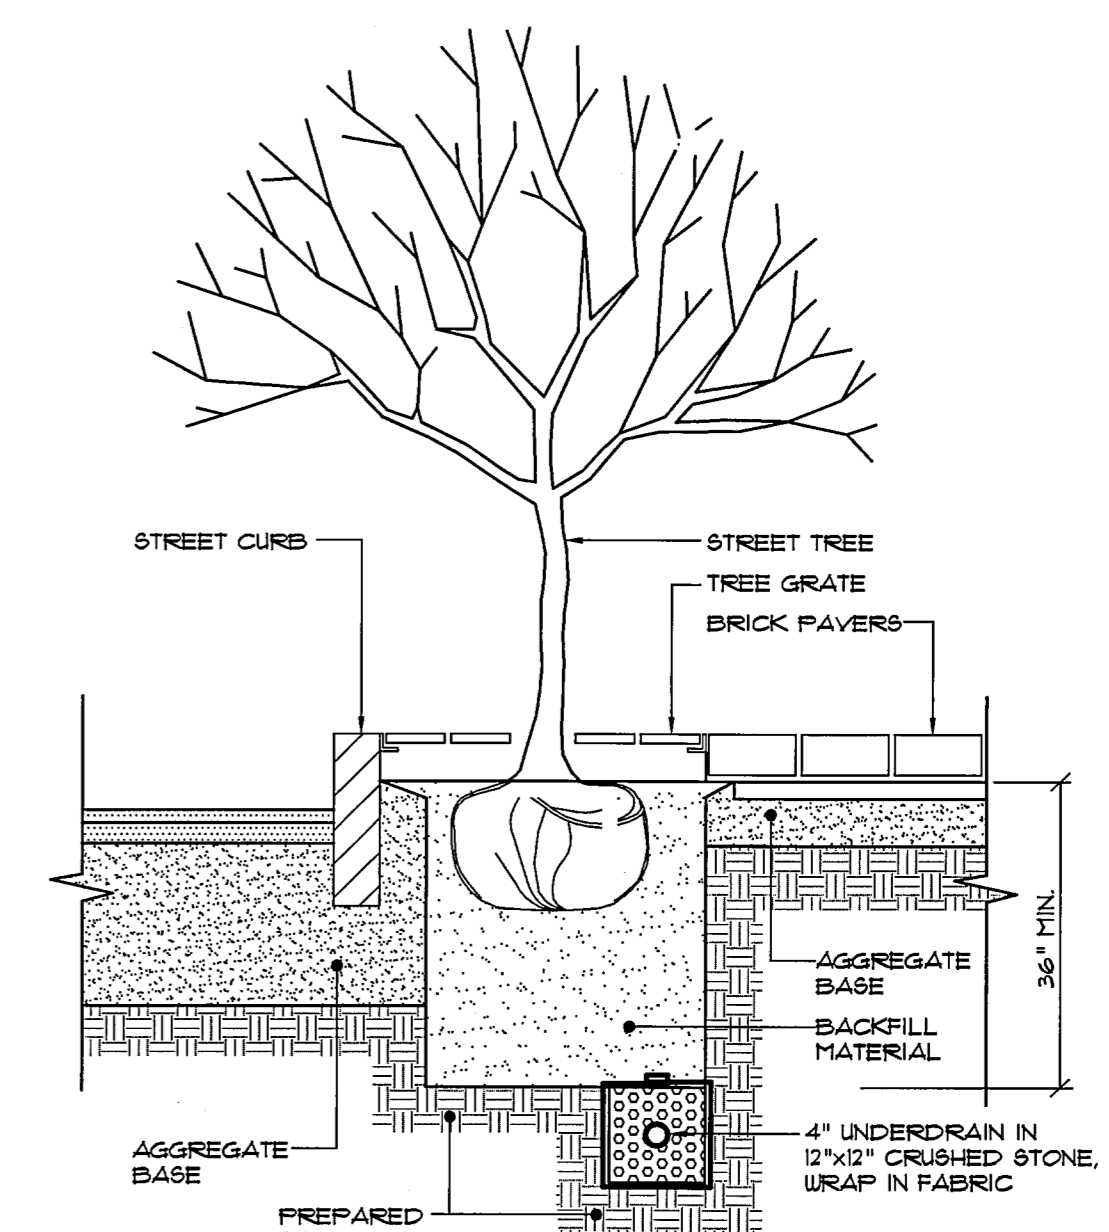 STREET CURB
STREET TREE
TREE GRATE
BRICK PAVERS
36" MIN.
AGGREGATE
BASE
BACKFILL
MATERIAL
4" UNDERDRAIN IN
12"x12" CRUSHED STONE,
WRAP IN FABRIC
AGGREGATE
BASE
PREPARED